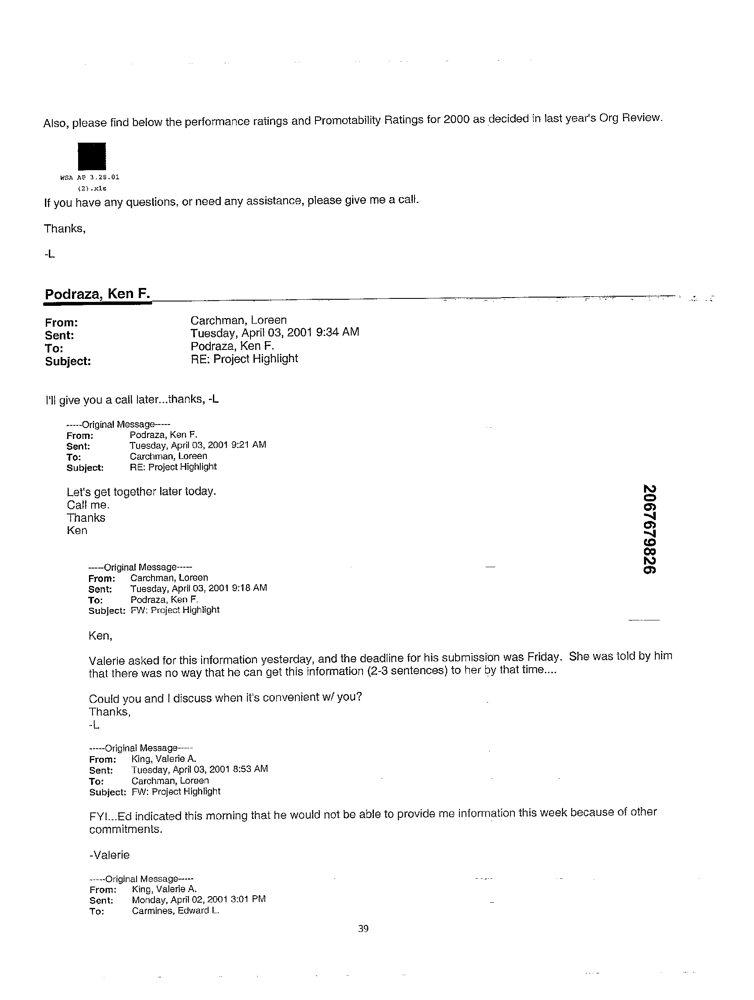 Also, please find below the performance ratings and Promotability Ratings for 2000 as decided in last year's Org Review.
WSA AP 3.28.01
(2).xls
If you have any questions, or need any assistance, please give me a call.
Thanks,
-L
Podraza, Ken F.
From: Carchman, Loreen
Sent: Tuesday, April 03, 2001 9:34 AM
To: Podraza, Ken F.
Subject: RE: Project Highlight
I'll give you a call later...thanks, -L
-----Original Message-----
From: Podraza, Ken F.
Sent: Tuesday, April 03, 2001 9:21 AM
To: Carchman, Loreen
Subject: RE: Project Highlight
Let's get together later today.
Call me.
Thanks
Ken
2067679826
-----Original Message-----
From: Carchman, Loreen
Sent: Tuesday, April 03, 2001 9:18 AM
To: Podraza, Ken F.
Subject: FW: Project Highlight
Ken,
Valerie asked for this information yesterday, and the deadline for his submission was Friday. She was told by him
that there was no way that he can get this information (2-3 sentences) to her by that time....
Could you and I discuss when it's convenient w/ you?
Thanks,
-L
-----Original Message-----
From: King, Valerie A.
Sent: Tuesday, April 03, 2001 8:53 AM
To: Carchman, Loreen
Subject: FW: Project Highlight
FYI...Ed indicated this morning that he would not be able to provide me information this week because of other
commitments.
-Valerie
-----Original Message-----
From: King, Valerie A.
Sent: Monday, April 02, 2001 3:01 PM
To: Carmines, Edward L.
39